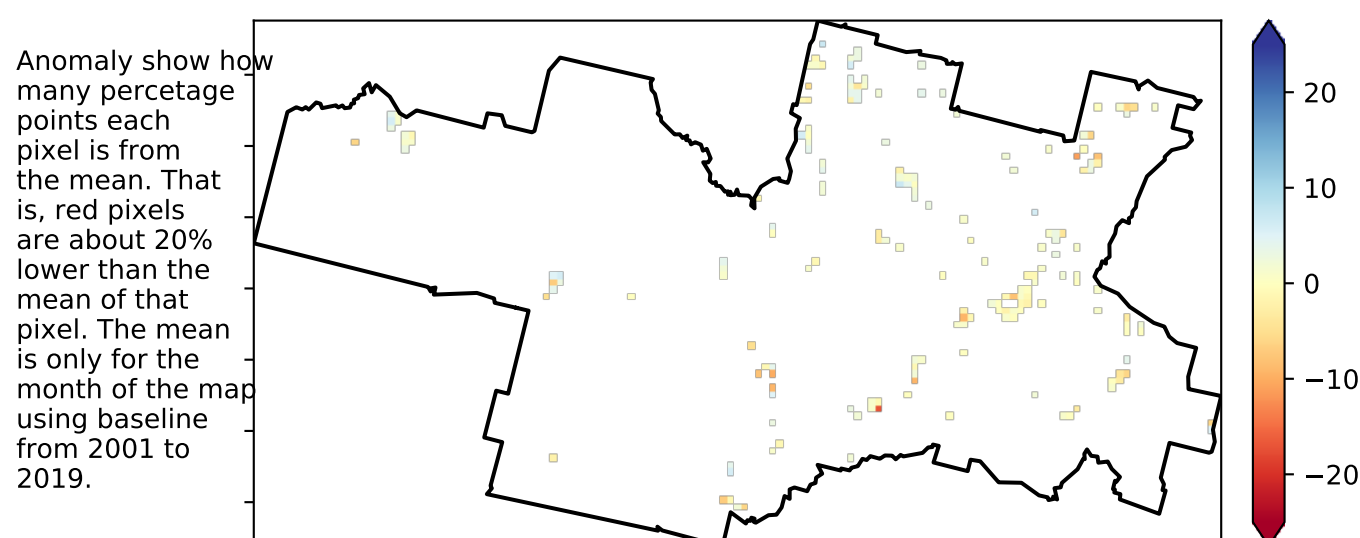 Anomaly show how
many percetage
points each
pixel is from
the mean. That
is, red pixels
are about 20%
lower than the
mean of that
pixel. The mean
is only for the
month of the map
using baseline
from 2001 to
2019.
20
10
0
−10
−20